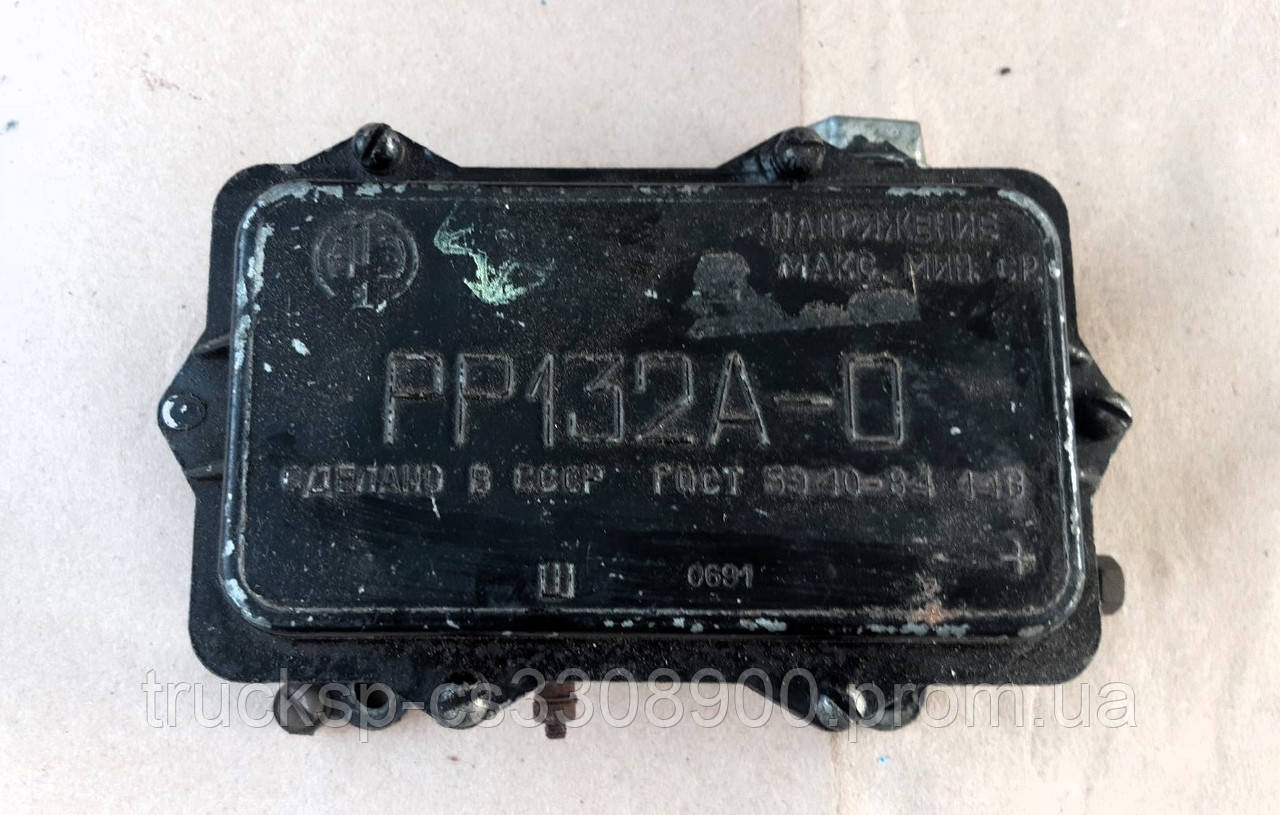 НАПРЯЖЕНИЕ
МАКС. МИН. СР.
РР132А-0
СДЕЛАНО В СССР ГОСТ 3940-84 14В
- +
Ш 0691
trucksp-cs3308900.prom.ua